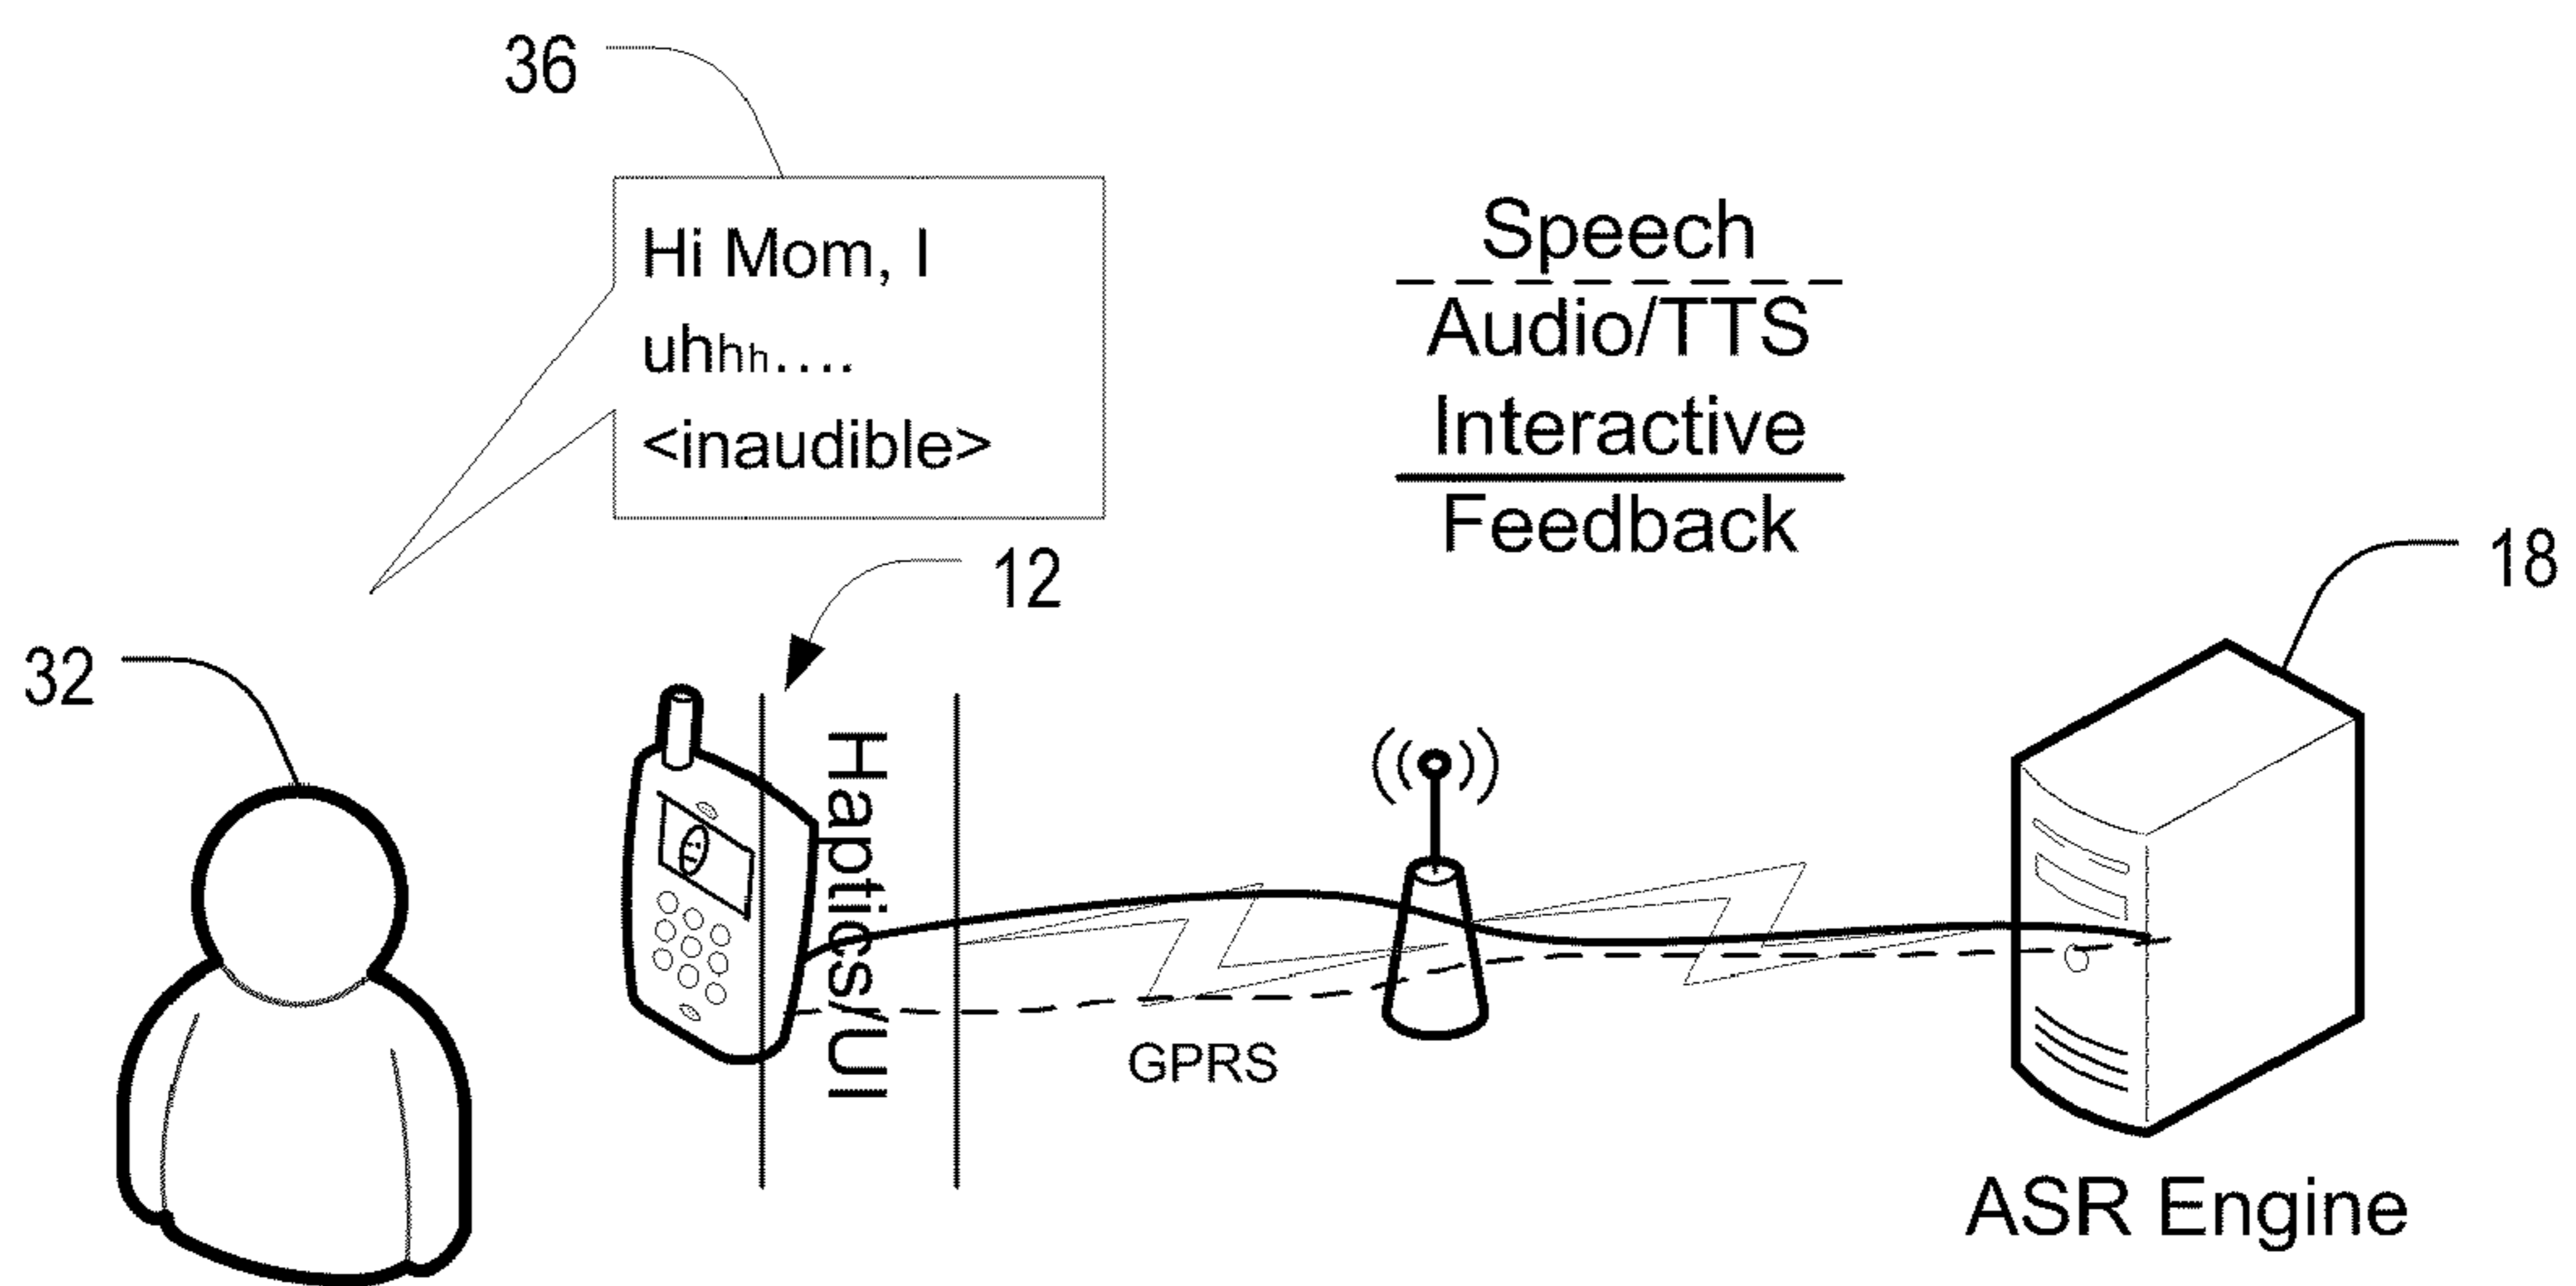 36
Hi Mom, I
uhhh....
<inaudible>
Speech
Audio/TTS
Interactive
Feedback
12
18
32
Haptics/UI
GPRS
ASR Engine